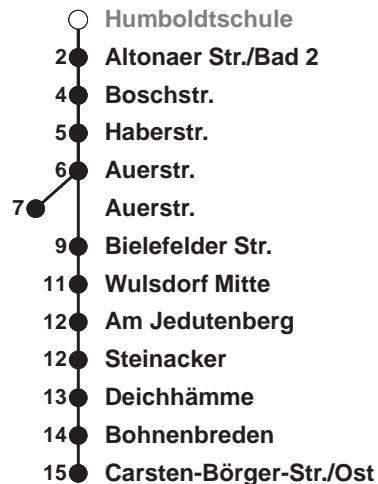 Humboldtschule
2 Altonaer Str./Bad 2
4 Boschstr.
5 Haberstr.
6 Auerstr.
7 Auerstr.
9 Bielefelder Str.
11 Wulsdorf Mitte
12 Am Jedutenberg
12 Steinacker
13 Deichhämme
14 Bohnenbreden
15 Carsten-Börger-Str./Ost